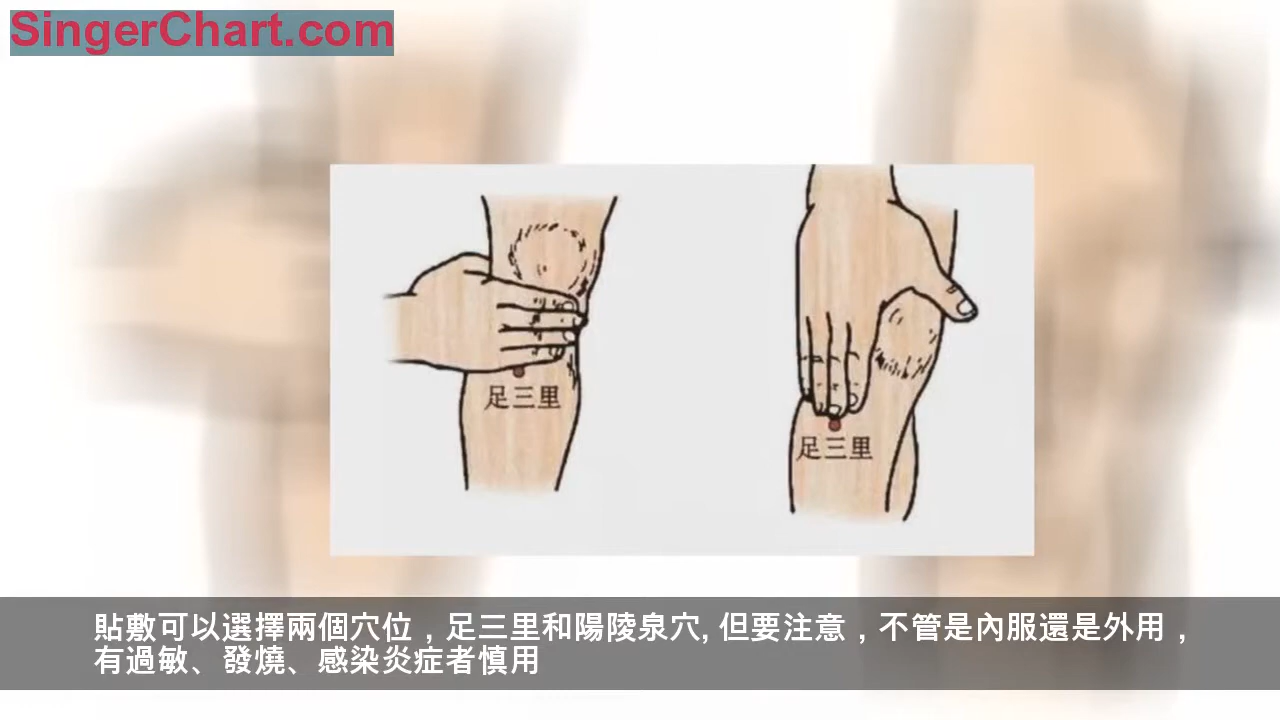 SingerChart.com
足三里
足三里
貼敷可以選擇兩個穴位，足三里和陽陵泉穴,但要注意，不管是內服還是外用，
有過敏、發燒、感染炎症者慎用